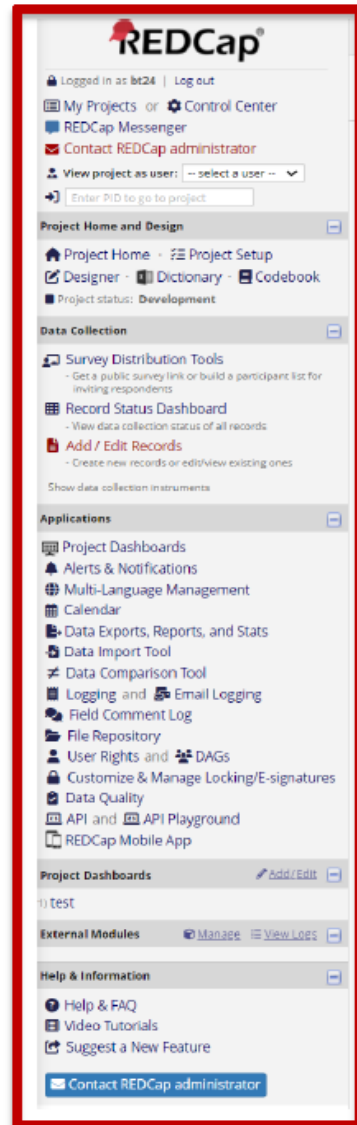 REDCap®
Logged in as bt24 | Log out
My Projects or Control Center
REDCap Messenger
Contact REDCap administrator
View project as user: -- select a user --
Enter PID to go to project
Project Home and Design
Project Home · Project Setup
Designer · Dictionary · Codebook
Project status: Development
Data Collection
Survey Distribution Tools
- Get a public survey link or build a participant list for
inviting respondents
Record Status Dashboard
- View data collection status of all records
Add / Edit Records
- Create new records or edit/view existing ones
Show data collection instruments
Applications
Project Dashboards
Alerts & Notifications
Multi-Language Management
Calendar
Data Exports, Reports, and Stats
Data Import Tool
Data Comparison Tool
Logging and Email Logging
Field Comment Log
File Repository
User Rights and DAGs
Customize & Manage Locking/E-signatures
Data Quality
API and API Playground
REDCap Mobile App
Project Dashboards Add/Edit
1) test
External Modules Manage View Logs
Help & Information
Help & FAQ
Video Tutorials
Suggest a New Feature
Contact REDCap administrator